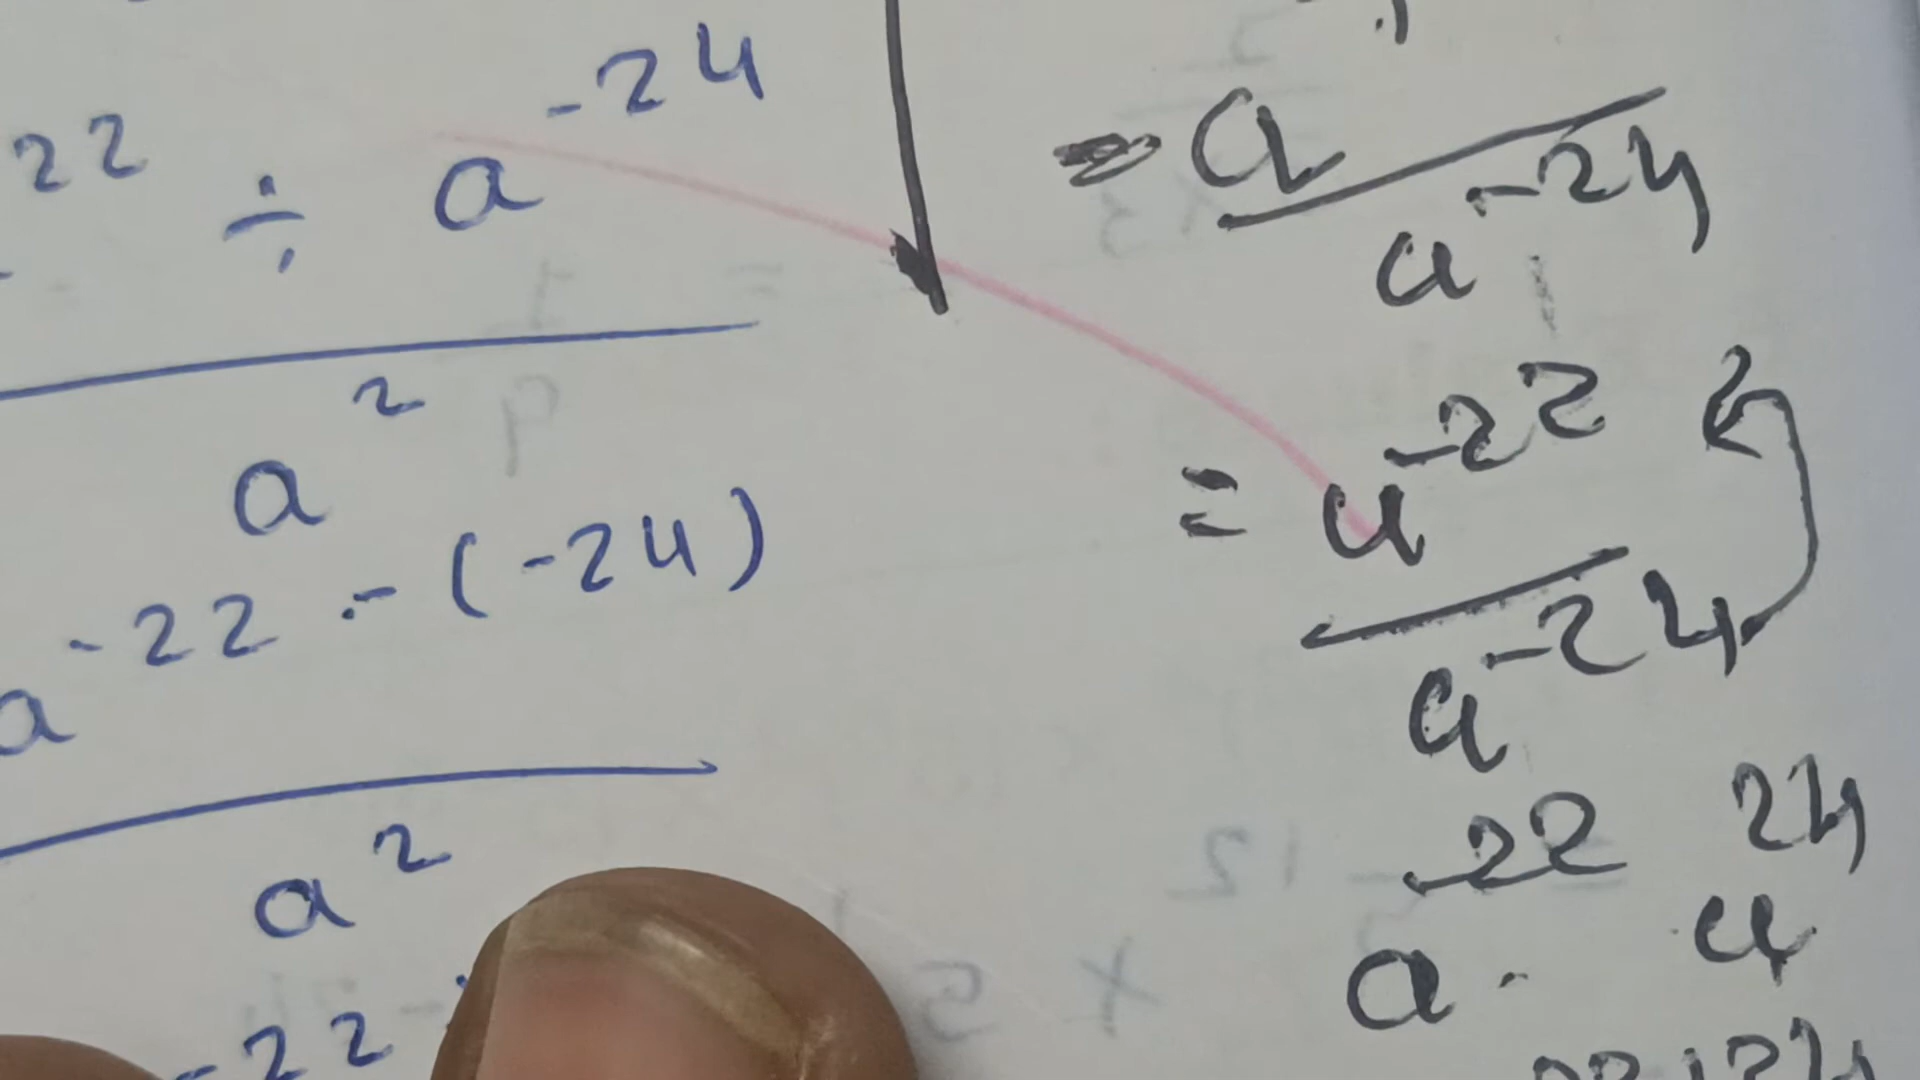 22 ÷ a^-24
a^2
a^-22-(-24)
a^2
-22
⇒ a
a^-24
= a^-22
a^-24
a^-22 . a^24